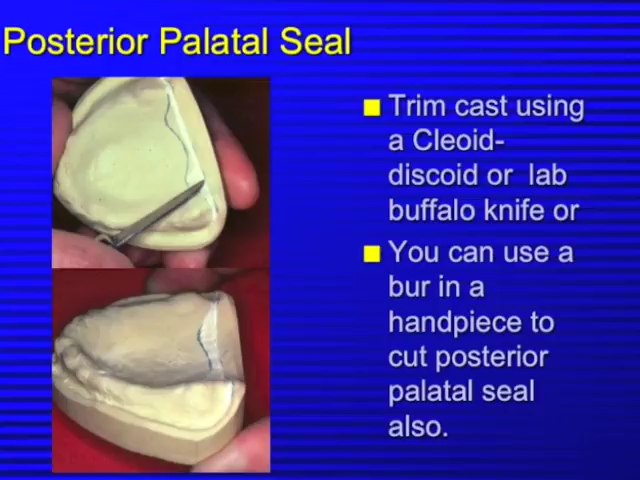 Posterior Palatal Seal
Trim cast using
a Cleoid-
discoid or lab
buffalo knife or
You can use a
bur in a
handpiece to
cut posterior
palatal seal
also.